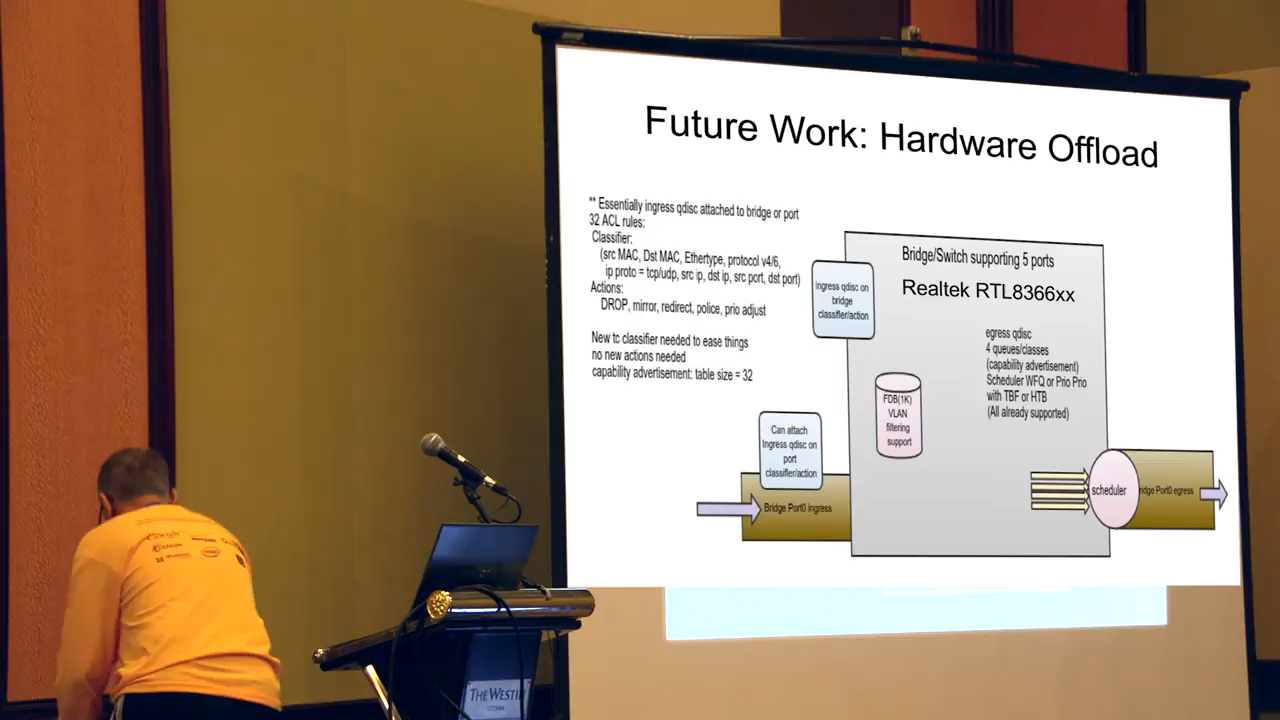 Future Work: Hardware Offload
** Essentially ingress qdisc attached to bridge or port
32 ACL rules:
Classifier:
(src MAC, Dst MAC, Ethertype, protocol v4/6,
ip proto = tcp/udp, src ip, dst ip, src port, dst port)
Actions:
DROP, mirror, redirect, police, prio adjust
New tc classifier needed to ease things
no new actions needed
capability advertisement: table size = 32
Ingress qdisc on
bridge
classifier/action
Bridge/Switch supporting 5 ports
Realtek RTL8366xx
egress qdisc
4 queues/classes
(capability advertisement)
Scheduler WFQ or Prio Prio
with TBF or HTB
(All already supported)
FDB(1K)
VLAN
filtering
support
Can attach
Ingress qdisc on
port
classifier/action
Bridge Port0 ingress
scheduler
Bridge Port0 egress
THE WESTIN